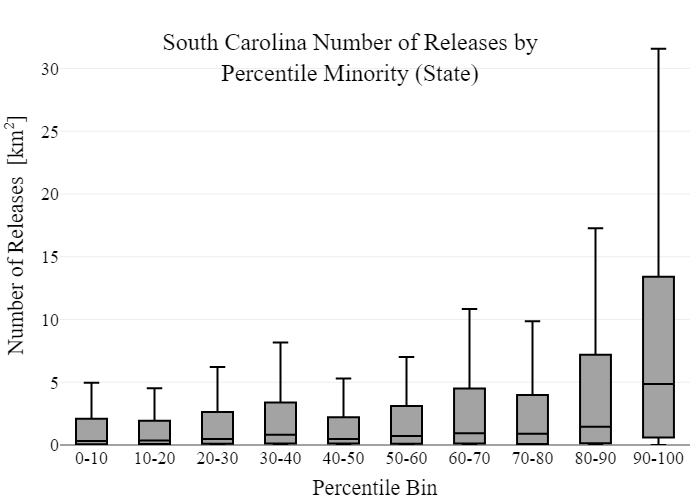 South Carolina Number of Releases by
Percentile Minority (State)
Number of Releases [km²]
30
25
20
15
10
5
0
0-10 10-20 20-30 30-40 40-50 50-60 60-70 70-80 80-90 90-100
Percentile Bin